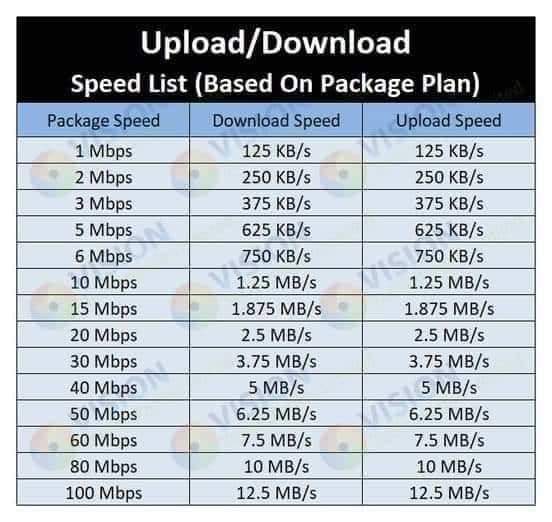 Upload/Download
Speed List (Based On Package Plan)
Package Speed Download Speed Upload Speed
1 Mbps 125 KB/s 125 KB/s
2 Mbps 250 KB/s 250 KB/s
3 Mbps 375 KB/s 375 KB/s
5 Mbps 625 KB/s 625 KB/s
6 Mbps 750 KB/s 750 KB/s
10 Mbps 1.25 MB/s 1.25 MB/s
15 Mbps 1.875 MB/s 1.875 MB/s
20 Mbps 2.5 MB/s 2.5 MB/s
30 Mbps 3.75 MB/s 3.75 MB/s
40 Mbps 5 MB/s 5 MB/s
50 Mbps 6.25 MB/s 6.25 MB/s
60 Mbps 7.5 MB/s 7.5 MB/s
80 Mbps 10 MB/s 10 MB/s
100 Mbps 12.5 MB/s 12.5 MB/s
VISION
VISION
VISION
VISION
VISION
VISION
VISION
VISION
VISION